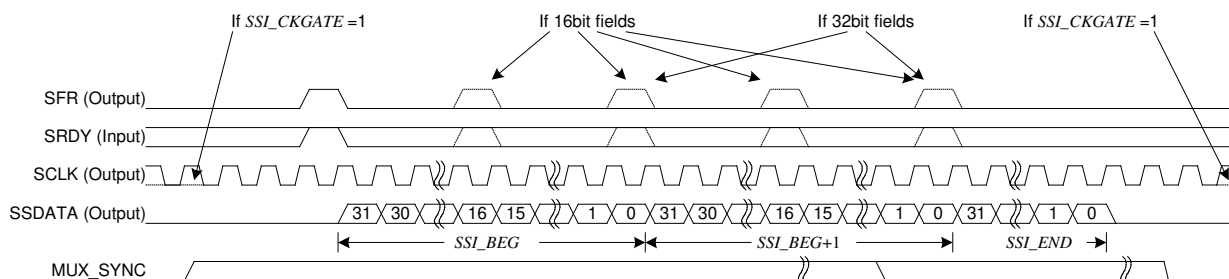 If SSI_CKGATE =1 If 16bit fields If 32bit fields If SSI_CKGATE =1
SFR (Output)
SRDY (Input)
SCLK (Output)
SSDATA (Output) 31 30 16 15 1 0 31 30 16 15 1 0 31 1 0
SSI_BEG SSI_BEG+1 SSI_END
MUX_SYNC